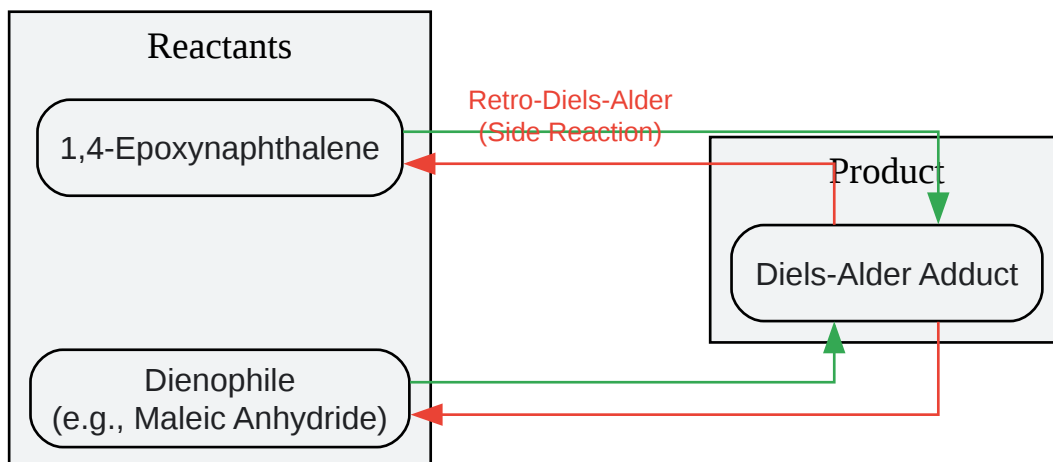 Reactants
1,4-Epoxynaphthalene
Retro-Diels-Alder
(Side Reaction)
Product
Diels-Alder Adduct
Dienophile
(e.g., Maleic Anhydride)